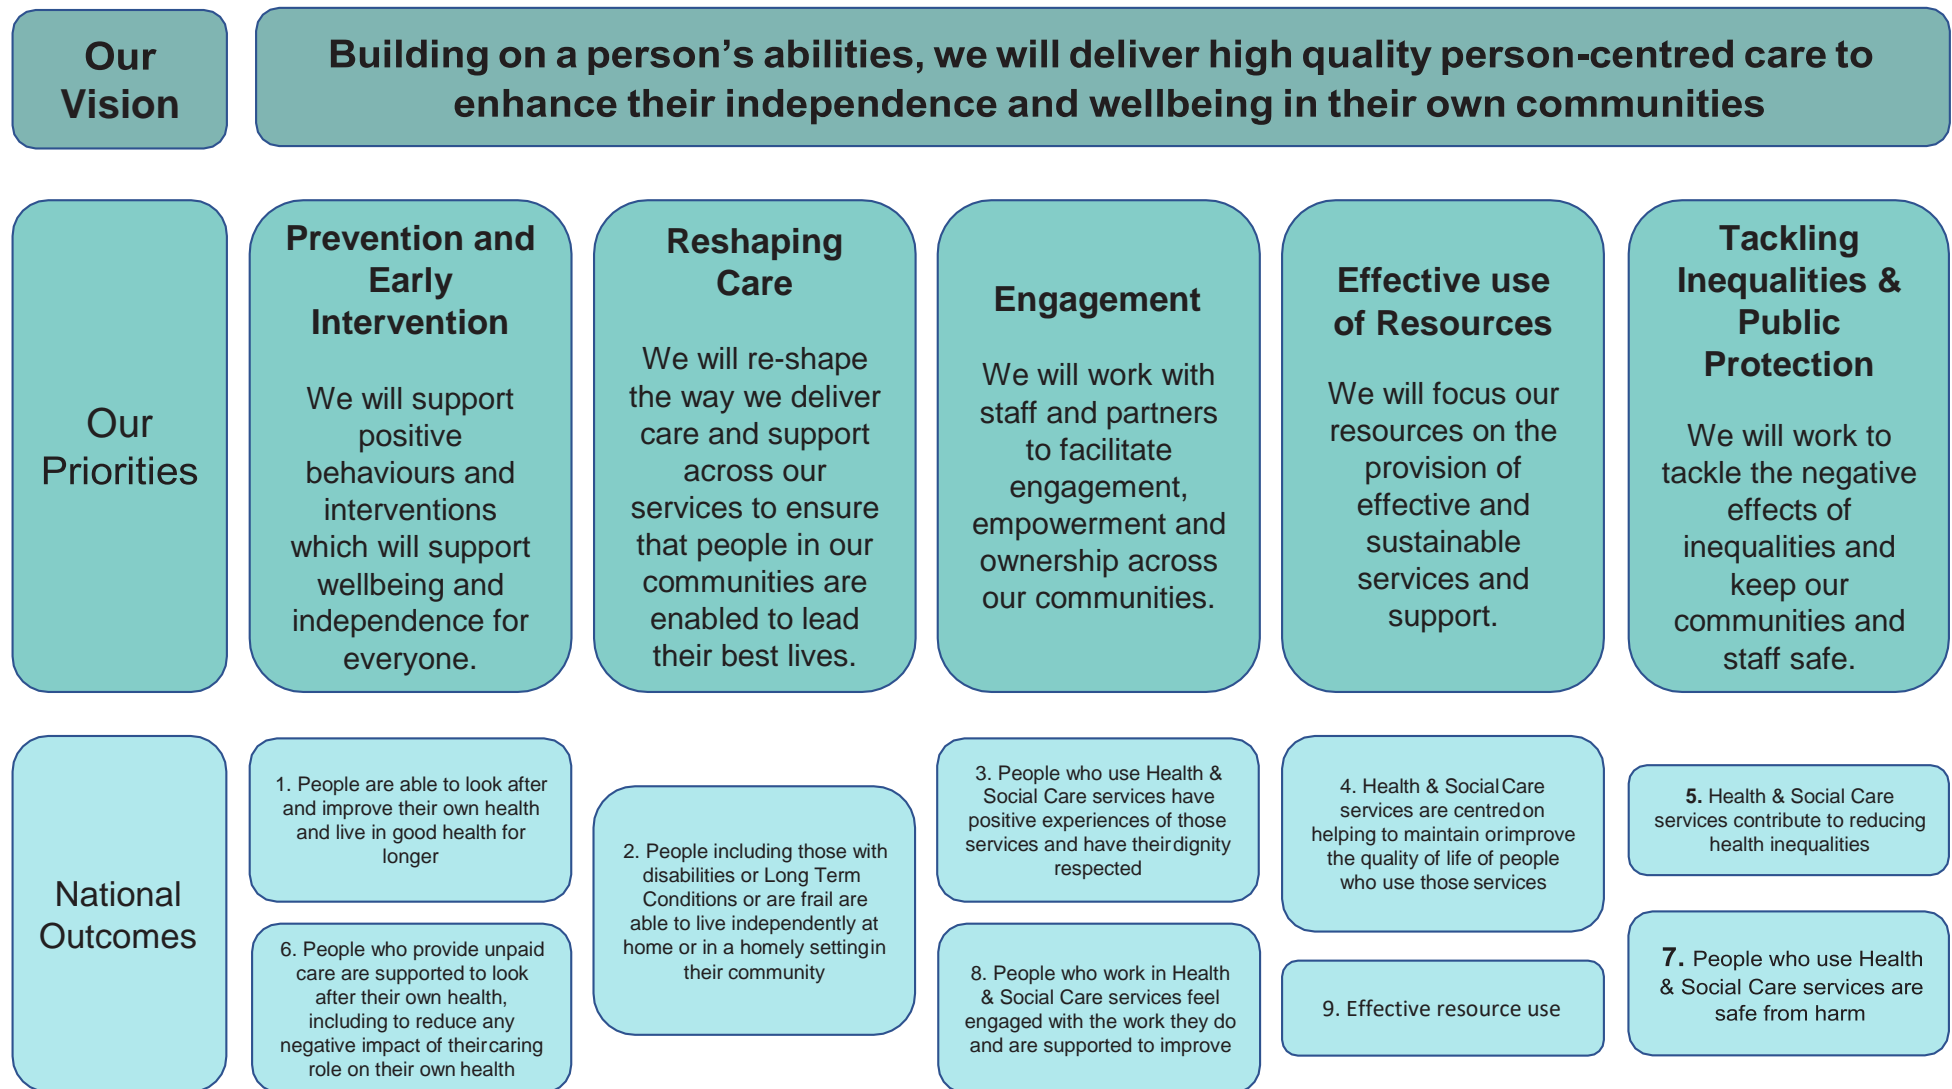 Our
Vision
Building on a person’s abilities, we will deliver high quality person-centred care to
enhance their independence and wellbeing in their own communities
Our
Priorities
Prevention and
Early
Intervention
We will support
positive
behaviours and
interventions
which will support
wellbeing and
independence for
everyone.
Reshaping
Care
We will re-shape
the way we deliver
care and support
across our
services to ensure
that people in our
communities are
enabled to lead
their best lives.
Engagement
We will work with
staff and partners
to facilitate
engagement,
empowerment and
ownership across
our communities.
Effective use
of Resources
We will focus our
resources on the
provision of
effective and
sustainable
services and
support.
Tackling
Inequalities &
Public
Protection
We will work to
tackle the negative
effects of
inequalities and
keep our
communities and
staff safe.
National
Outcomes
1. People are able to look after
and improve their own health
and live in good health for
longer
6. People who provide unpaid
care are supported to look
after their own health,
including to reduce any
negative impact of their caring
role on their own health
2. People including those with
disabilities or Long Term
Conditions or are frail are
able to live independently at
home or in a homely setting in
their community
3. People who use Health &
Social Care services have
positive experiences of those
services and have their dignity
respected
8. People who work in Health
& Social Care services feel
engaged with the work they do
and are supported to improve
4. Health & Social Care
services are centred on
helping to maintain or improve
the quality of life of people
who use those services
9. Effective resource use
5. Health & Social Care
services contribute to reducing
health inequalities
7. People who use Health
& Social Care services are
safe from harm